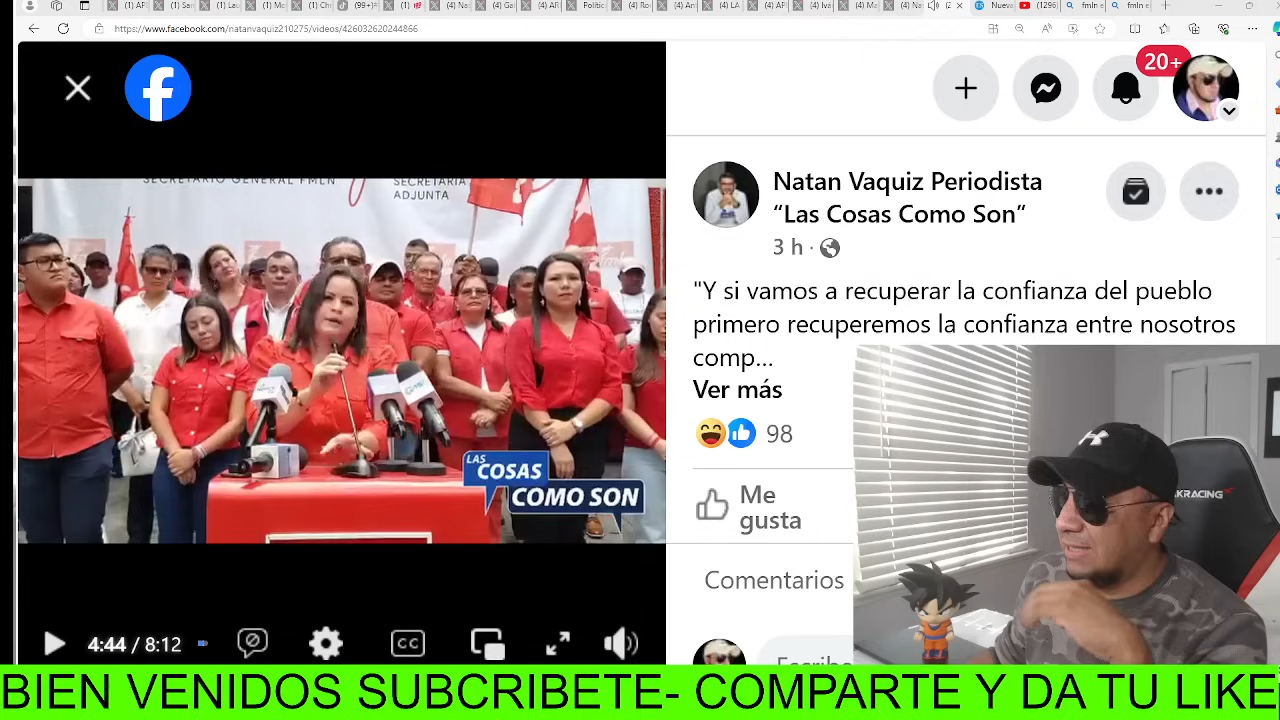 https://www.facebook.com/natanvaquiz210275/videos/426032620244866
20+
SECRETARIO GENERAL FMLN
SECRETARIA
ADJUNTA
Natan Vaquiz Periodista
“Las Cosas Como Son”
3 h ·
"Y si vamos a recuperar la confianza del pueblo
primero recuperemos la confianza entre nosotros
comp...
Ver más
98
LAS
COSAS
COMO SON
Me
gusta
Comentarios
4:44 / 8:12
CC
KRACING
BIEN VENIDOS SUBCRIBETE- COMPARTE Y DA TU LIKE